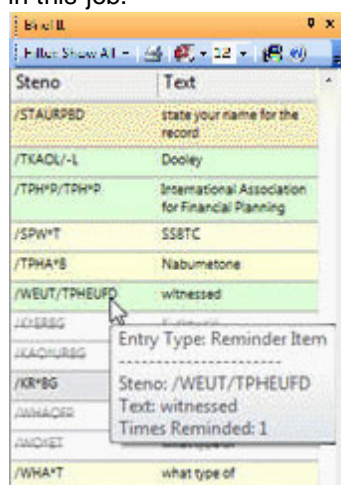 in this job.
Brief It
Filter: Show All 12
Steno Text
/STAURPBD state your name for the
record
/TKAOL/-L Dooley
/TPH*P/TPH*P International Association
for Financial Planning
/SPW*T SSBTC
/TPHA*B Nabumetone
/WEUT/TPHEUFD witnessed
Entry Type: Reminder Item
----------------------
/KR*BG
Steno: /WEUT/TPHEUFD
Text: witnessed
Times Reminded: 1
/WHA*T what type of